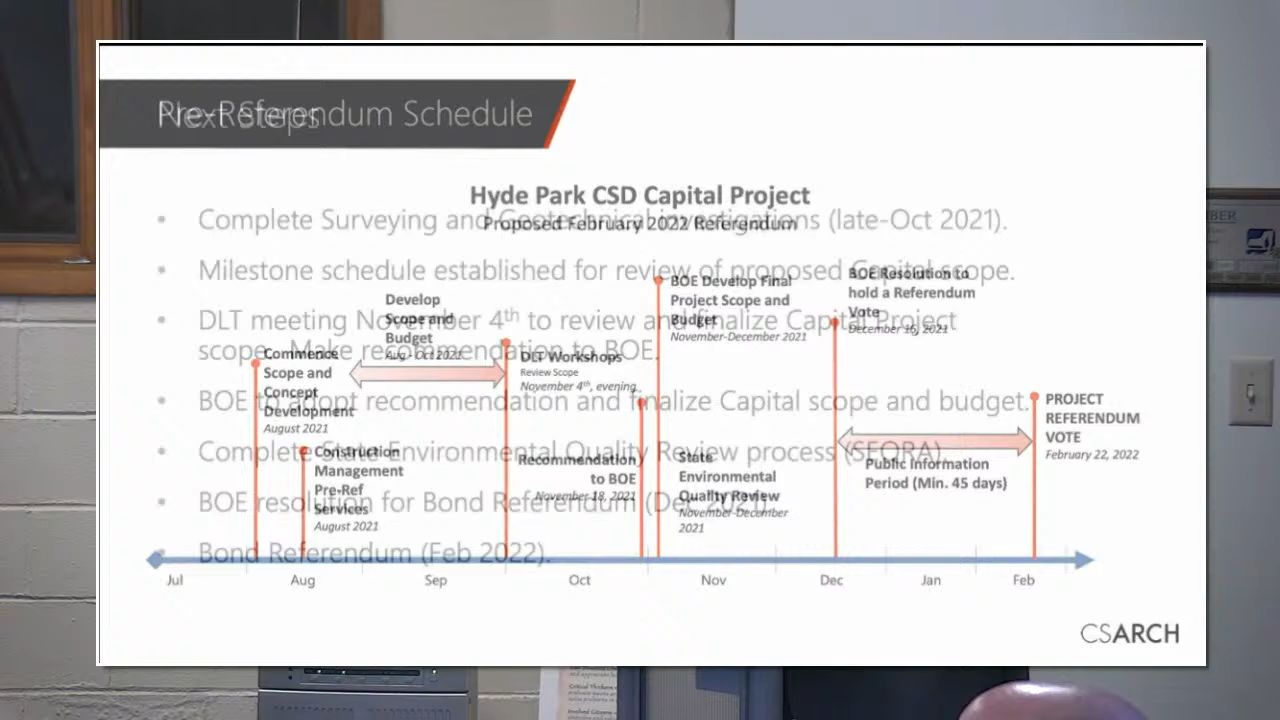 Pre-Referendum Schedule
Next Steps
Hyde Park CSD Capital Project
Proposed February 2022 Referendum
• Complete Surveying and Geotechnical investigations (late-Oct 2021).
• Milestone schedule established for review of proposed Capital scope.
• DLT meeting November 4th to review and finalize Capital Project
scope. Make recommendation to BOE.
• BOE to adopt recommendation and finalize Capital scope and budget.
• Complete State Environmental Quality Review process (SEQRA)
• BOE resolution for Bond Referendum (Dec 2021).
• Bond Referendum (Feb 2022).
Commence
Scope and
Concept
Development
August 2021
Construction
Management
Pre-Ref
Services
August 2021
Develop
Scope and
Budget
Aug - Oct 2021
DLT Workshops
Review Scope
November 4th, evening
Recommendation
to BOE
November 18, 2021
BOE Develop Final
Project Scope and
Budget
November-December 2021
State
Environmental
Quality Review
November-December
2021
BOE Resolution to
hold a Referendum
Vote
December 16, 2021
Public Information
Period (Min. 45 days)
PROJECT
REFERENDUM
VOTE
February 22, 2022
Jul Aug Sep Oct Nov Dec Jan Feb
CSARCH